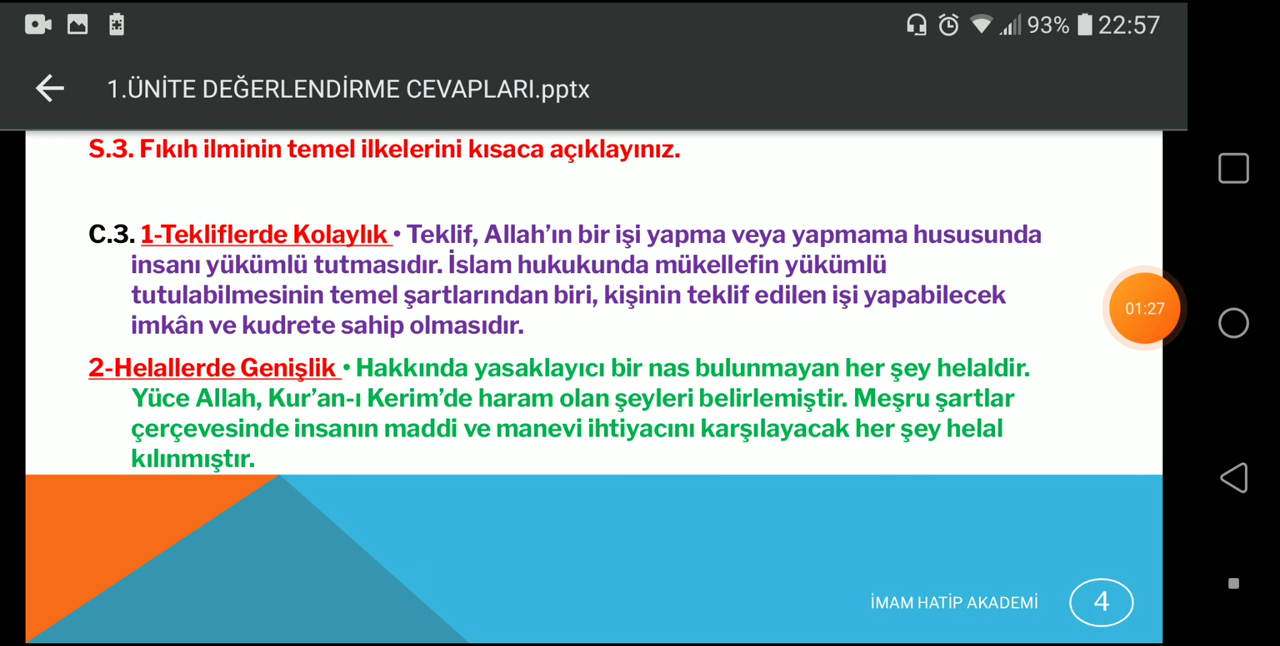 93% 22:57
1.ÜNİTE DEĞERLENDİRME CEVAPLARI.pptx
S.3. Fıkıh ilminin temel ilkelerini kısaca açıklayınız.
C.3. 1-Tekliflerde Kolaylık • Teklif, Allah’ın bir işi yapma veya yapmama hususunda
insanı yükümlü tutmasıdır. İslam hukukunda mükellefin yükümlü
tutulabilmesinin temel şartlarından biri, kişinin teklif edilen işi yapabilecek
imkân ve kudrete sahip olmasıdır.
01:27
2-Helallerde Genişlik • Hakkında yasaklayıcı bir nas bulunmayan her şey helaldir.
Yüce Allah, Kur’an-ı Kerim’de haram olan şeyleri belirlemiştir. Meşru şartlar
çerçevesinde insanın maddi ve manevi ihtiyacını karşılayacak her şey helal
kılınmıştır.
İMAM HATİP AKADEMİ 4